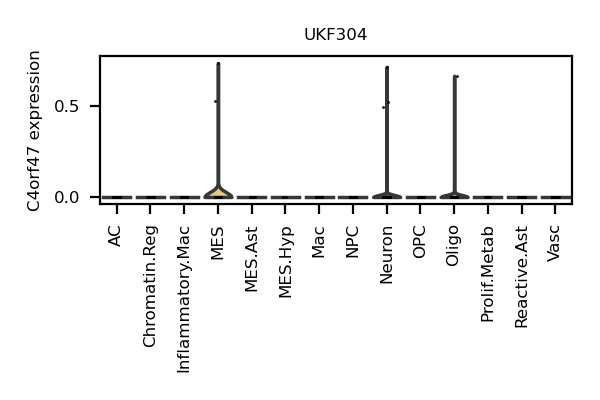 UKF304
C4orf47 expression
0.5
0.0
AC
Chromatin.Reg
Inflammatory.Mac
MES
MES.Ast
MES.Hyp
Mac
NPC
Neuron
OPC
Oligo
Prolif.Metab
Reactive.Ast
Vasc